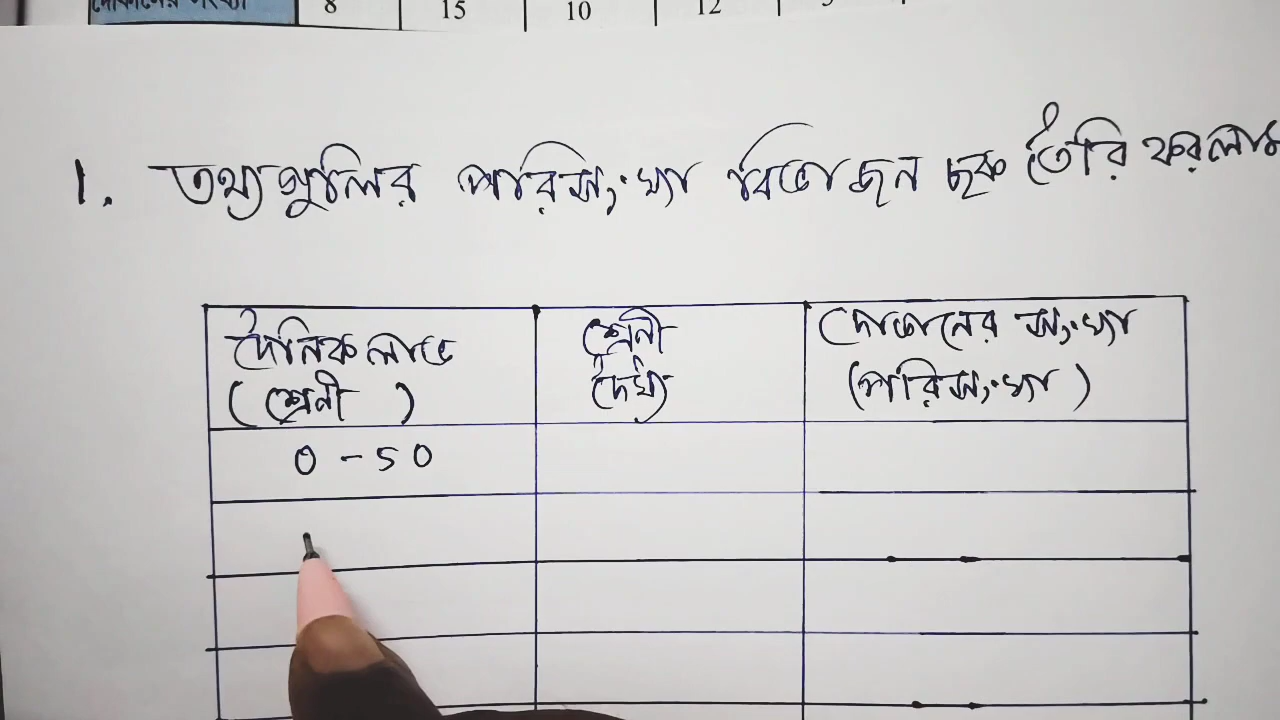 দোকানের সংখ্যা 8 15 10 12
1. তথ্যগুলির পরিসংখ্যা বিভাজন ছক তৈরি করলাম
দৈনিক লাভ
(শ্রেণী)
শ্রেণী
দৈর্ঘ্য
দোকানের সংখ্যা
(পরিসংখ্যা)
0 - 50